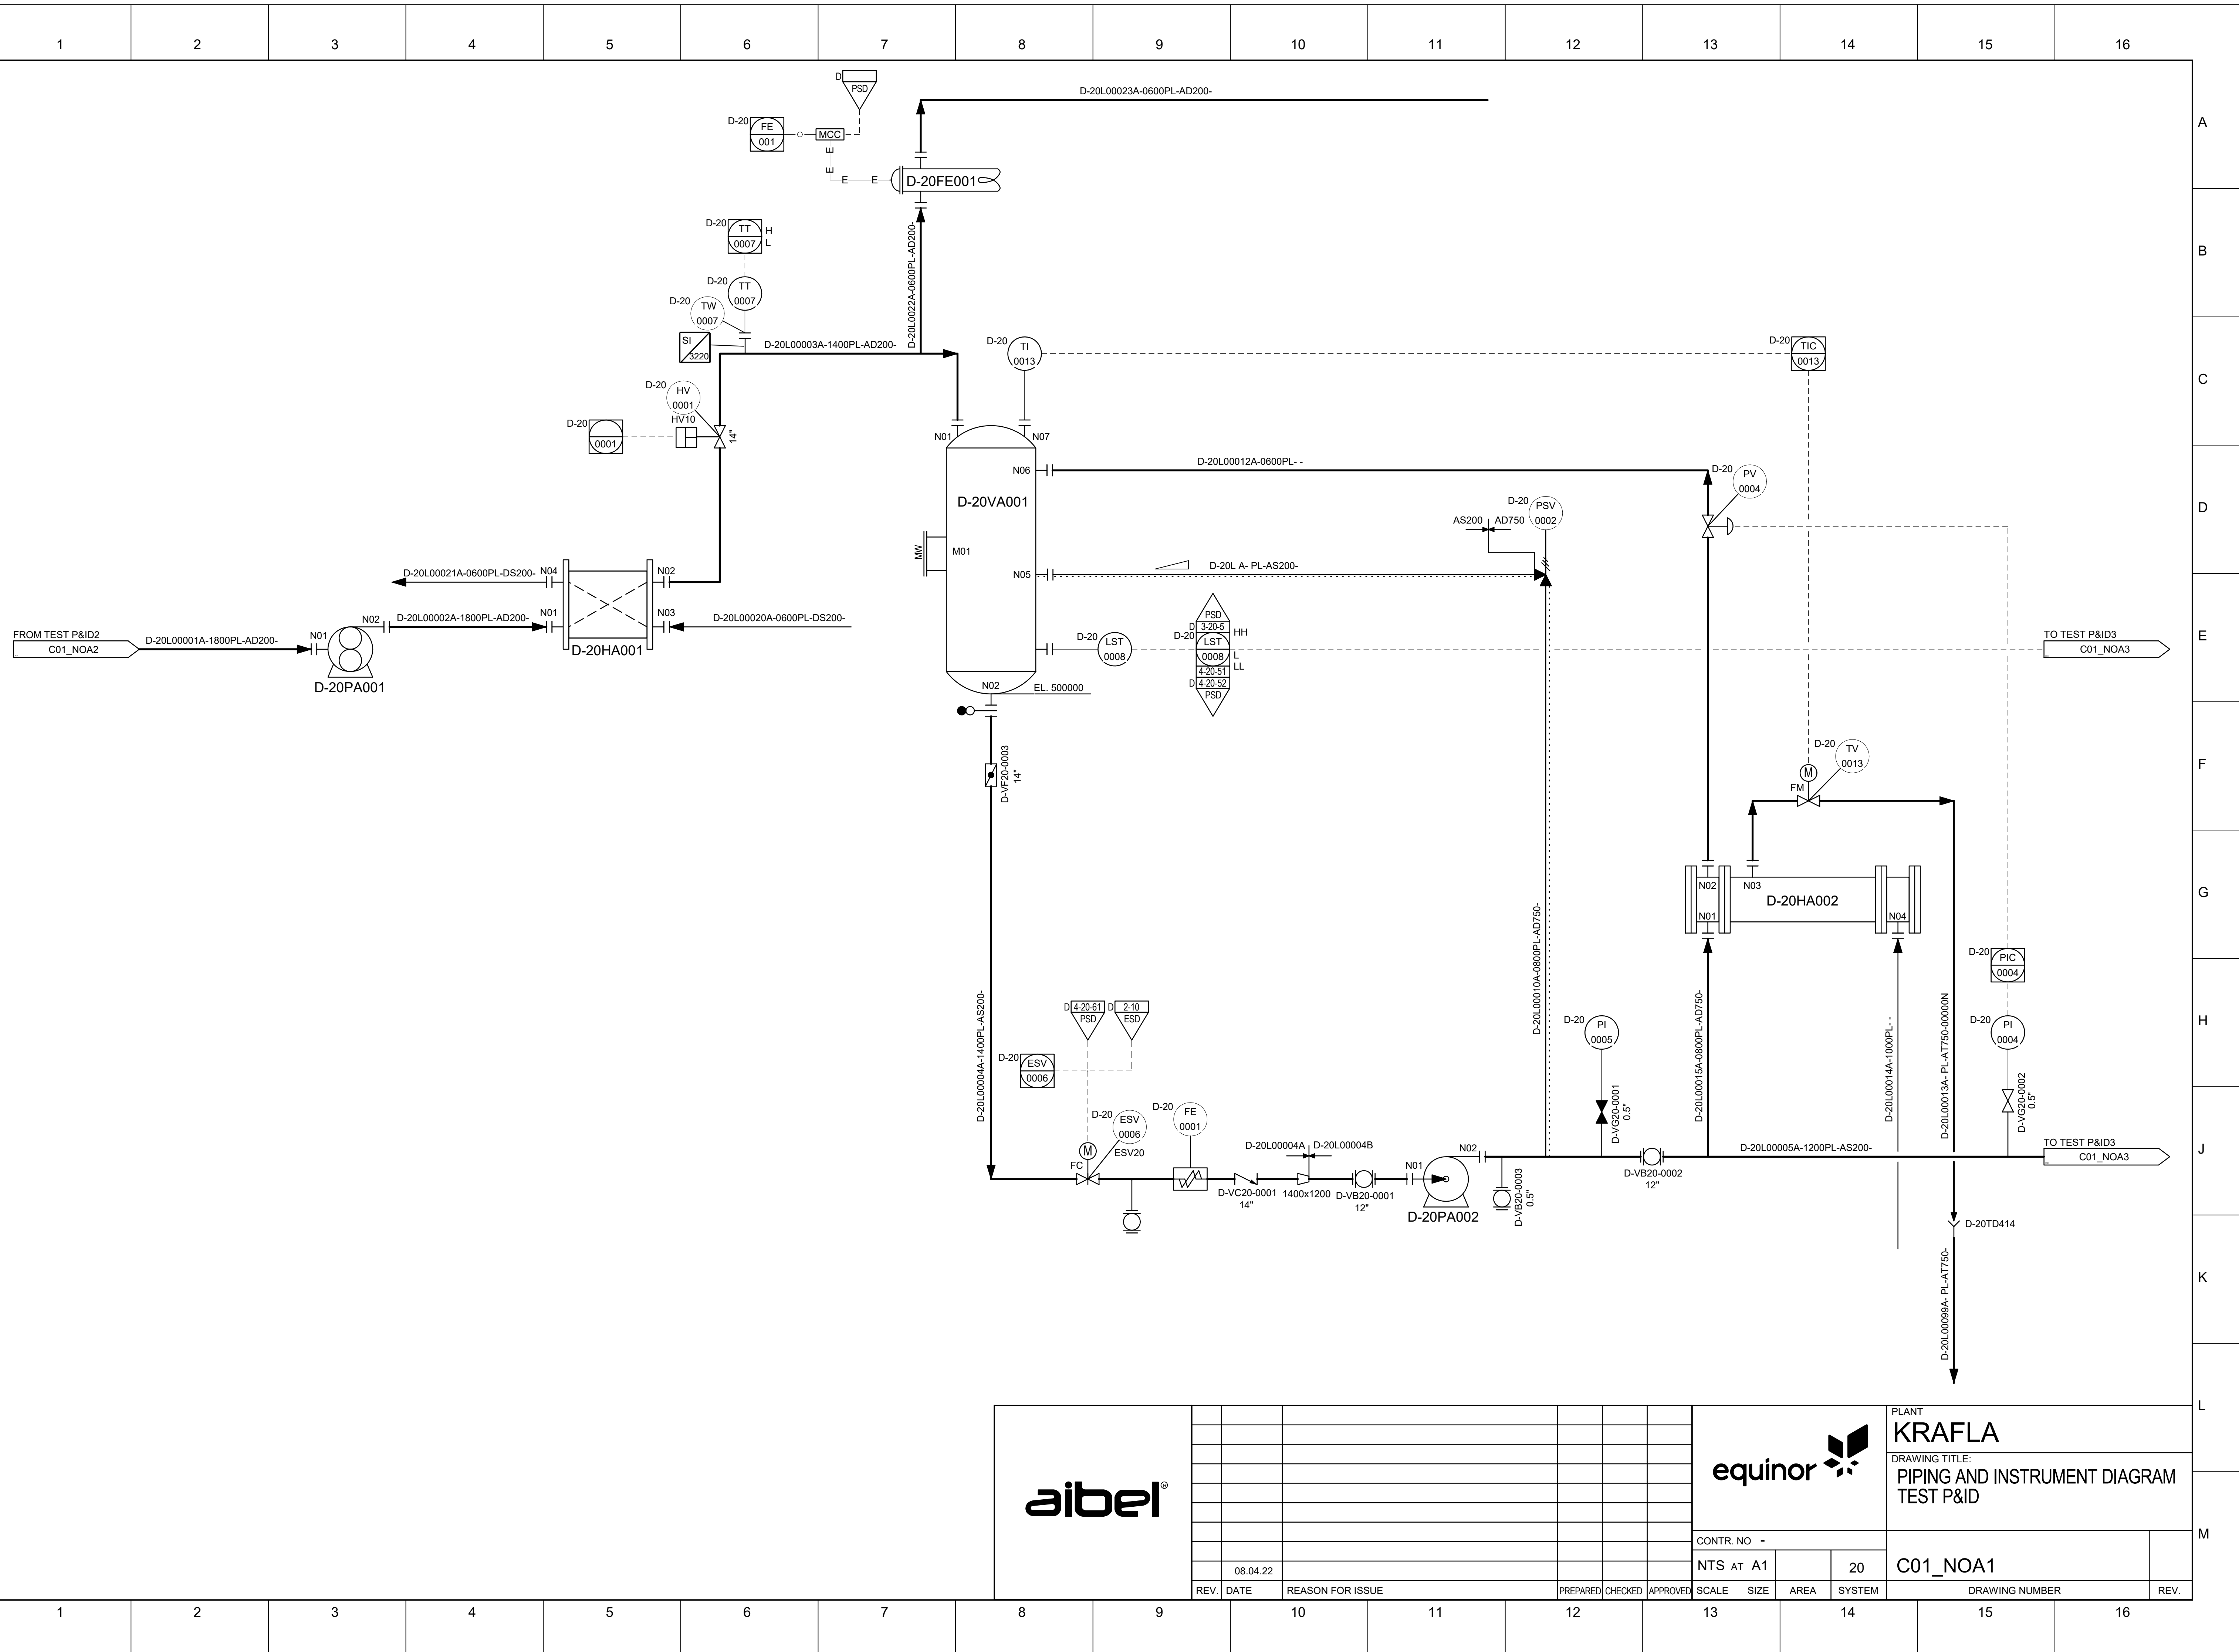 1 2 3 4 5 6 7 8 9 10 11 12 13 14 15 16
A
B
C
D
E
F
G
H
J
K
L
M
D
PSD
D-20L00023A-0600PL-AD200-
D-20
FE
001
MCC
E
E
E E
D-20FE001
D-20
TT
0007
H
L
D-20L0022A-0600PL-AD200-
D-20
TT
0007
D-20
TW
0007
SI
3220
D-20L00003A-1400PL-AD200-
D-20
TI
0013
D-20
TIC
0013
D-20
HV
0001
HV10
14"
D-20
0001
N01
N07
N06
D-20L00012A-0600PL- -
D-20
PV
0004
D-20VA001
D-20
PSV
0002
AS200 AD750
MW
M01
N05
D-20L A- PL-AS200-
D-20L00021A-0600PL-DS200-
N04
N02
D-20L00002A-1800PL-AD200-
N01
N03
D-20L00020A-0600PL-DS200-
D-20HA001
FROM TEST P&ID2
_ C01_NOA2
D-20L00001A-1800PL-AD200-
N01
N02
D-20PA001
D-20
LST
0008
PSD
D 3-20-5
D-20
LST
0008
HH
L
LL
4-20-51
D 4-20-52
PSD
TO TEST P&ID3
_ C01_NOA3
N02
EL. 500000
D-VF20-0003
14"
D-20
TV
0013
M
FM
N02
N03
N01
N04
D-20HA002
D-20L00010A-0800PL-AD750-
D-20
PIC
0004
D-20L00004A-1400PL-AS200-
D 4-20-61
PSD
D 2-10
ESD
D-20
ESV
0006
D-20
PI
0005
D-20L00015A-0800PL-AD750-
D-20L00014A-1000PL- -
D-20L00013A- PL-AT750-00000N
D-20
PI
0004
D-VG20-0001
0.5"
D-VG20-0002
0.5"
D-20
ESV
0006
ESV20
M
FC
D-20
FE
0001
D-20L00004A D-20L00004B
D-VC20-0001
14"
1400x1200
D-VB20-0001
12"
N01
N02
D-20PA002
D-VB20-0003
0.5"
D-VB20-0002
12"
D-20L00005A-1200PL-AS200-
TO TEST P&ID3
_ C01_NOA3
D-20TD414
D-20L00099A- PL-AT750-
aibel®
equinor
PLANT
KRAFLA
DRAWING TITLE:
PIPING AND INSTRUMENT DIAGRAM
TEST P&ID
CONTR. NO -
08.04.22
NTS AT A1
20
C01_NOA1
REV. DATE REASON FOR ISSUE PREPARED CHECKED APPROVED SCALE SIZE AREA SYSTEM DRAWING NUMBER REV.
1 2 3 4 5 6 7 8 9 10 11 12 13 14 15 16